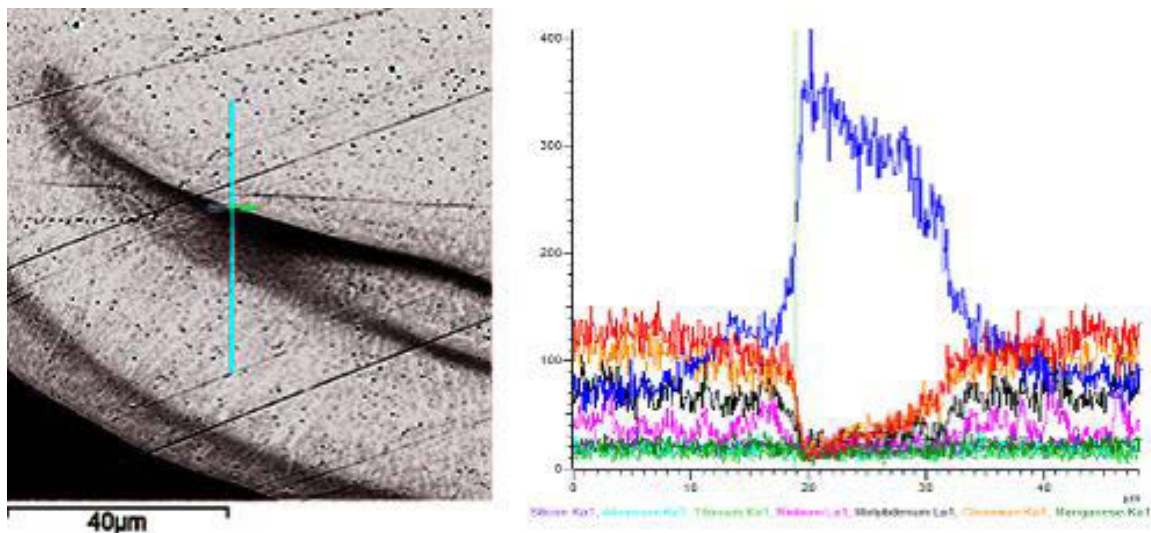 40µm
400
300
200
100
0
0 10 20 30 40
µm
Silicon Ka1, Aluminum Ka1, Titanium Ka1, Niobium La1, Molybdenum La1, Chromium Ka1, Manganese Ka1